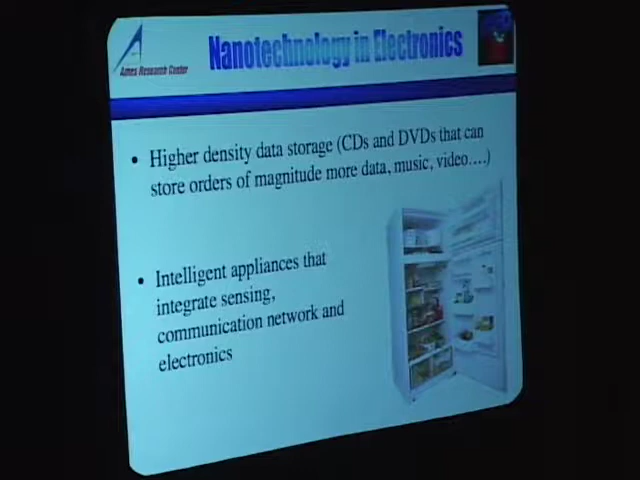 Ames Research Center
Nanotechnology in Electronics
• Higher density data storage (CDs and DVDs that can
store orders of magnitude more data, music, video....)
• Intelligent appliances that
integrate sensing,
communication network and
electronics